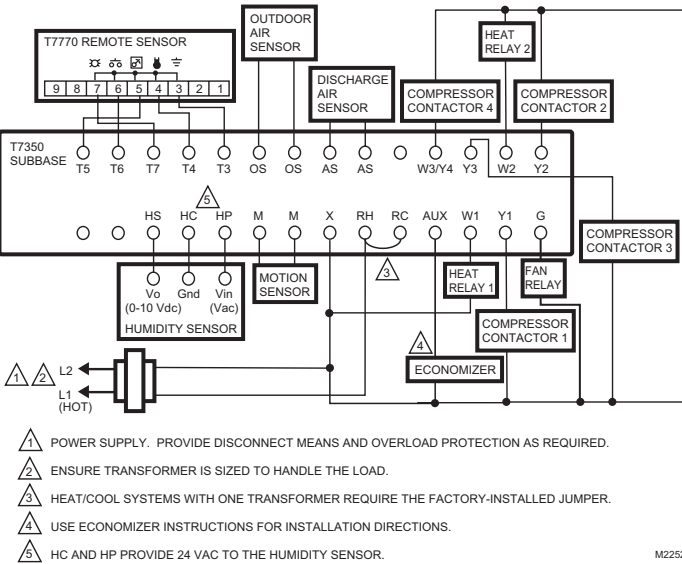 OUTDOOR
AIR
SENSOR
T7770 REMOTE SENSOR
9 8 7 6 5 4 3 2 1
DISCHARGE
AIR
SENSOR
COMPRESSOR
CONTACTOR 4
HEAT
RELAY 2
COMPRESSOR
CONTACTOR 2
T7350
SUBBASE
T5 T6 T7 T4 T3 OS OS AS AS W3/Y4 Y3 W2 Y2
5
HS HC HP M M X RH RC AUX W1 Y1 G
COMPRESSOR
CONTACTOR 3
3
Vo
(0-10 Vdc)
Gnd
Vin
(Vac)
HUMIDITY SENSOR
MOTION
SENSOR
HEAT
RELAY 1
FAN
RELAY
COMPRESSOR
CONTACTOR 1
4
ECONOMIZER
1 2 L2
L1
(HOT)
1 POWER SUPPLY. PROVIDE DISCONNECT MEANS AND OVERLOAD PROTECTION AS REQUIRED.
2 ENSURE TRANSFORMER IS SIZED TO HANDLE THE LOAD.
3 HEAT/COOL SYSTEMS WITH ONE TRANSFORMER REQUIRE THE FACTORY-INSTALLED JUMPER.
4 USE ECONOMIZER INSTRUCTIONS FOR INSTALLATION DIRECTIONS.
5 HC AND HP PROVIDE 24 VAC TO THE HUMIDITY SENSOR.